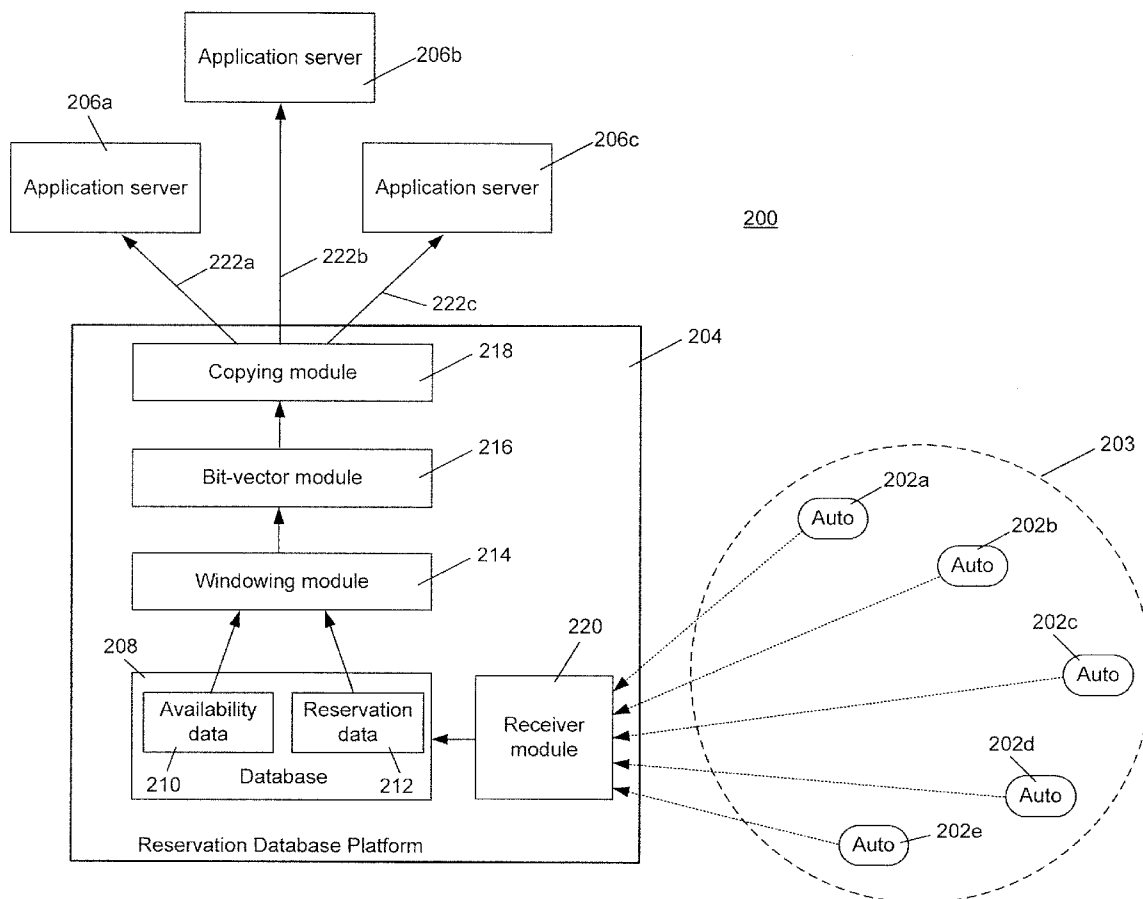 Application server
206b
206a
206c
Application server
Application server
200
222a
222b
222c
204
218
Copying module
203
216
202a
Bit-vector module
Auto
202b
214
Auto
Windowing module
202c
208
220
Auto
Availability
data
Reservation
data
Receiver
module
202d
210
Database
212
Auto
202e
Auto
Reservation Database Platform